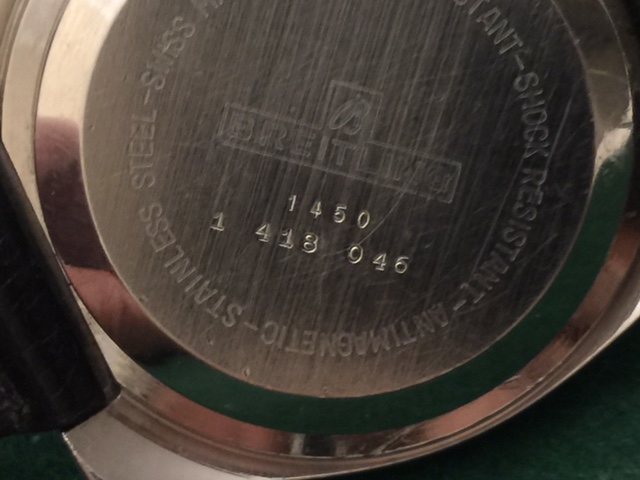 B
BREITLING
1450
1 418 046
STANT-SHOCK RESISTANT-ANTIMAGNETIC-STAINLESS STEEL-SWISS